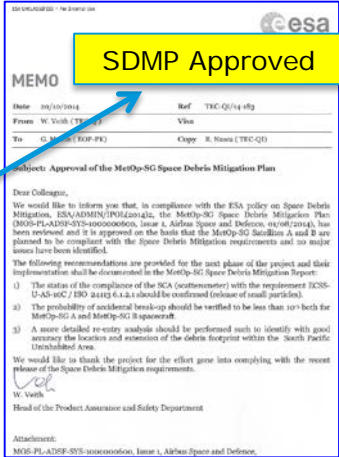 ESA UNCLASSIFIED - For Internal Use
esa
SDMP Approved
MEMO
Date 20/10/2014 Ref TEC-QI/14-183
From W. Veith (TEC- Visa
To G. (EOP-PK) Copy R. Nasca (TEC-QI)
Subject: Approval of the MetOp-SG Space Debris Mitigation Plan
Dear Colleague,
We would like to inform you that, in compliance with the ESA policy on Space Debris
Mitigation, ESA/ADMIN/IPOL(2014)2, the MetOp-SG Space Debris Mitigation Plan
(MOS-PL-ADSF-SYS-1000000600, issue 1, Airbus Space and Defence, 01/08/2014), has
been reviewed and it is approved on the basis that the MetOp-SG Satellites A and B are
planned to be compliant with the Space Debris Mitigation requirements and no major
issues have been identified.
The following recommendations are provided for the next phase of the project and their
implementation shall be documented in the MetOp-SG Space Debris Mitigation Report:
1) The status of the compliance of the SCA (scatterometer) with the requirement ECSS-
U-AS-10C / ISO 24113 6.1.2.1 should be confirmed (release of small particles).
2) The probability of accidental break-up should be verified to be less than 10-3 both for
MetOp-SG A and MetOp-SG B spacecraft.
3) A more detailed re-entry analysis should be performed such to identify with good
accuracy the location and extension of the debris footprint within the South Pacific
Uninhabited Area.
We would like to thank the project for the effort gone into complying with the recent
release of the Space Debris Mitigation requirements.
W. Veith
Head of the Product Assurance and Safety Department
Attachment:
MOS-PL-ADSF-SYS-1000000600, Issue 1, Airbus Space and Defence,